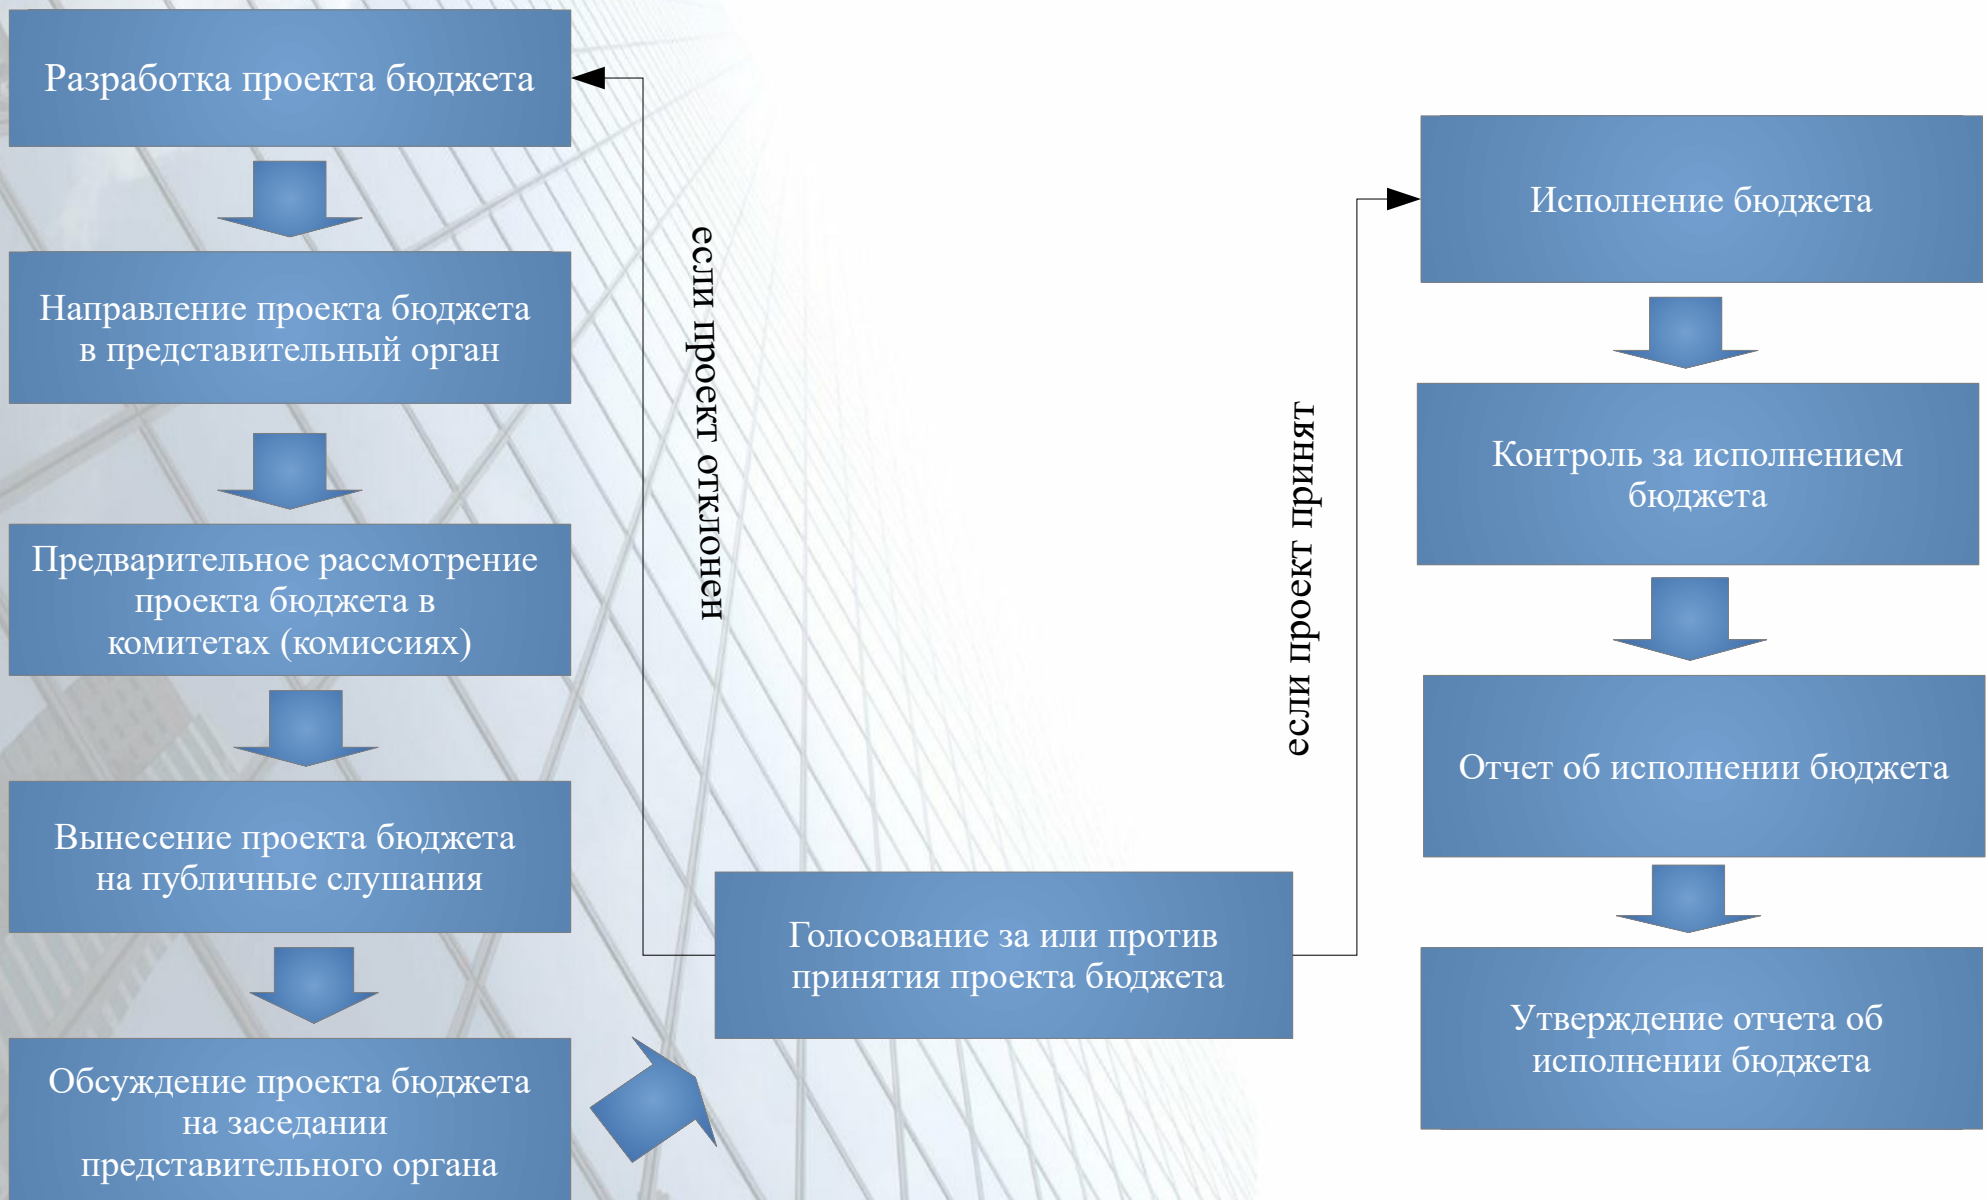 Разработка проекта бюджета
Направление проекта бюджета
в представительный орган
Предварительное рассмотрение
проекта бюджета в
комитетах (комиссиях)
Вынесение проекта бюджета
на публичные слушания
Обсуждение проекта бюджета
на заседании
представительного органа
если проект отклонен
Голосование за или против
принятия проекта бюджета
если проект принят
Исполнение бюджета
Контроль за исполнением
бюджета
Отчет об исполнении бюджета
Утверждение отчета об
исполнении бюджета